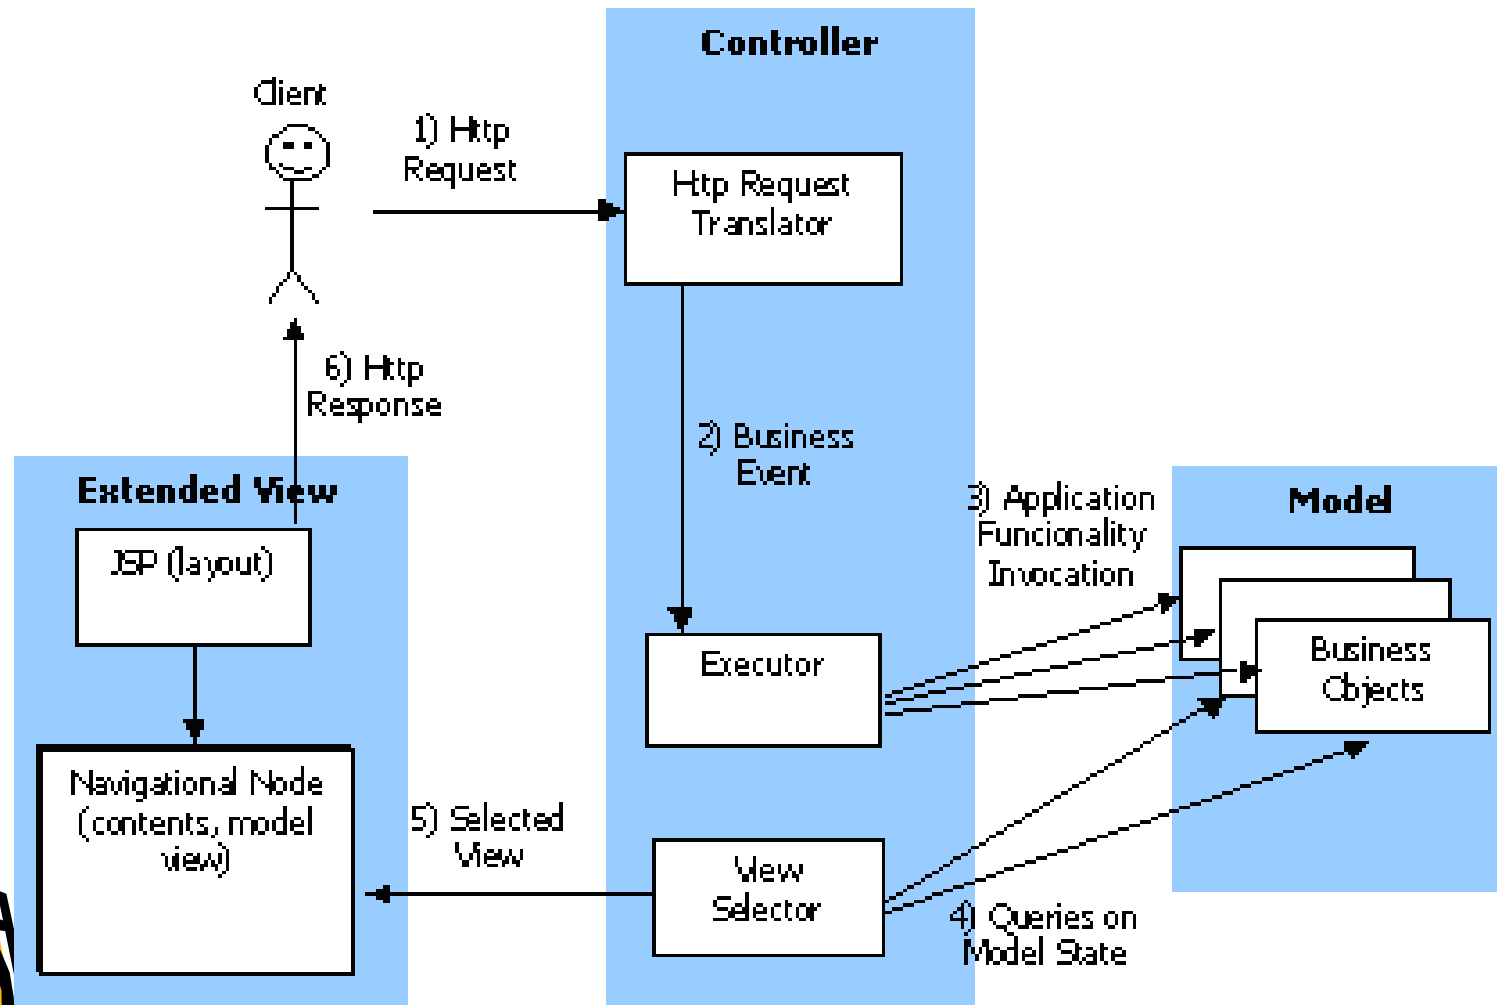 Controller
Client
1) Http
Request
Http Request
Translator
6) Http
Response
2) Business
Event
Extended View
JSP (layout)
3) Application
Funcionality
Invocation
Model
Executor
Business
Objects
Navigational Node
(contents, model
view)
5) Selected
View
View
Selector
4) Queries on
Model State